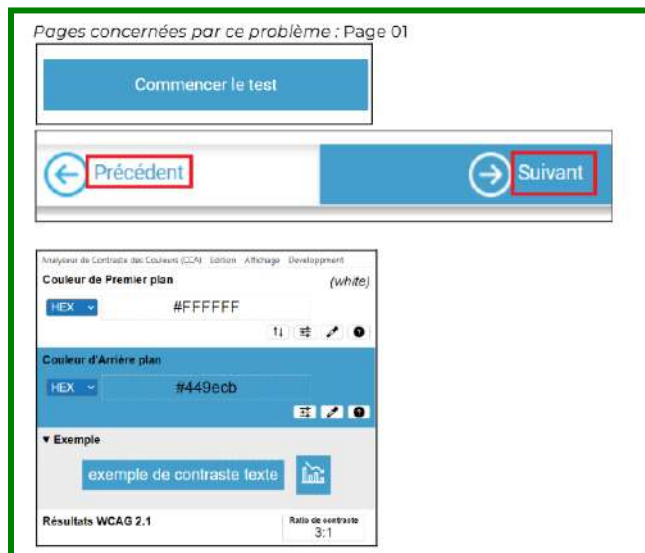 Pages concernées par ce problème : Page 01
Commencer le test
Précédent
Suivant
Analyseur de Contraste des Couleurs (CCA) Edition Affichage Développment
Couleur de Premier plan (white)
HEX #FFFFFF
Couleur d'Arrière plan
HEX #449ecb
▼ Exemple
exemple de contraste texte
Résultats WCAG 2.1
Ratio de contraste
3:1